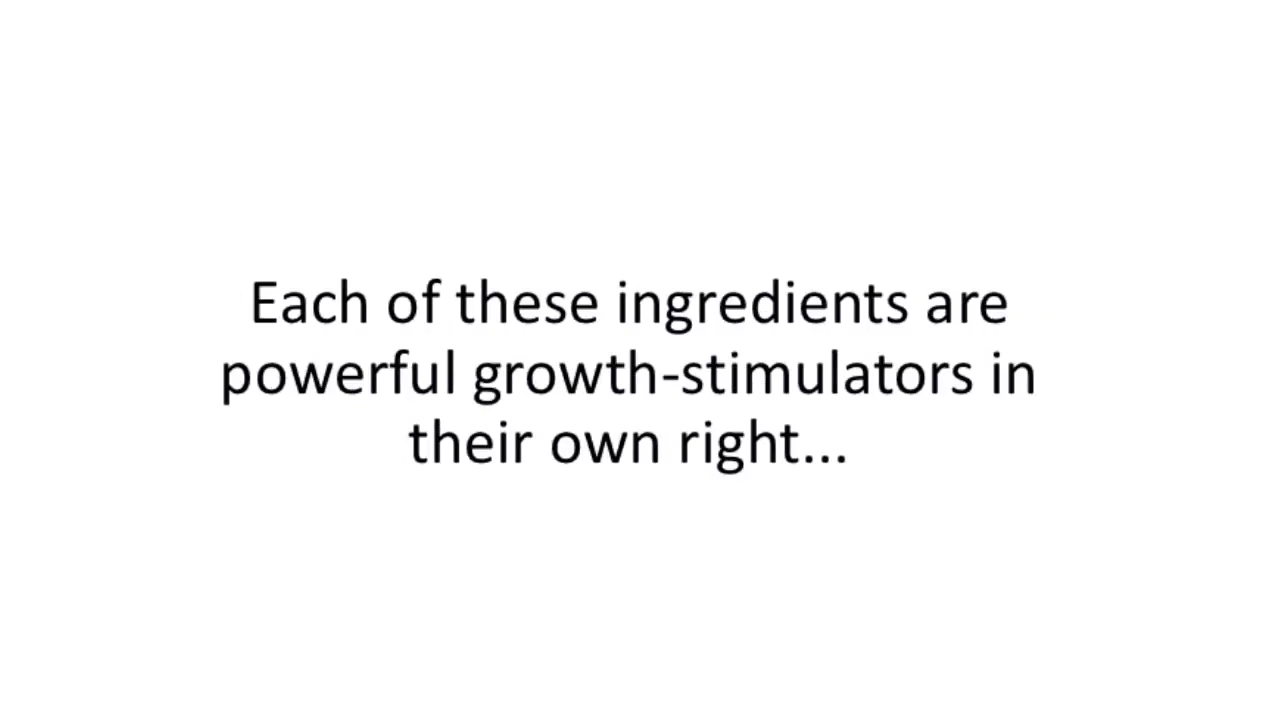 Each of these ingredients are
powerful growth-stimulators in
their own right...